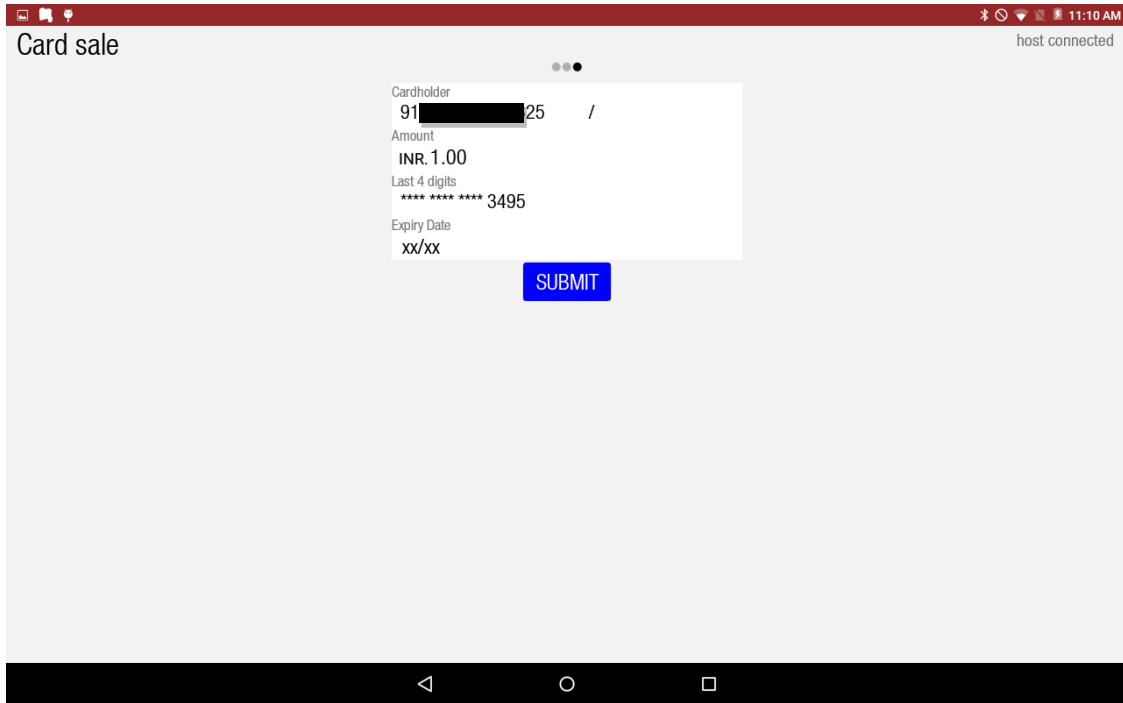 11:10 AM
Card sale
host connected
Cardholder
91 25 /
Amount
INR.1.00
Last 4 digits
**** **** **** 3495
Expiry Date
xx/xx
SUBMIT